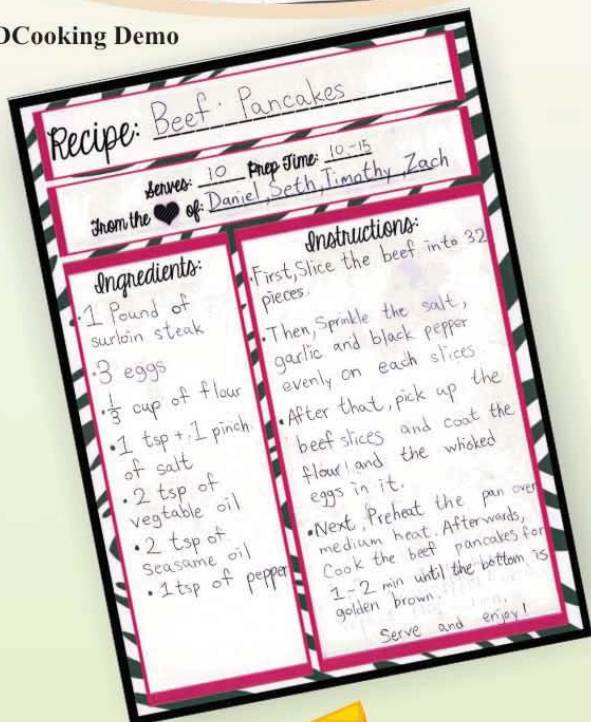 DCooking Demo
Recipe: Beef Pancakes
Serves: 10 Prep Time: 10-15
From the ♥ of: Daniel, Seth, Timothy, Zach
Ingredients:
• 1 Pound of
surloin steak
• 3 eggs
• 1/3 cup of flour
• 1 tsp + 1 pinch
of salt
• 2 tsp of
vegtable oil
• 2 tsp of
seasame oil
• 1 tsp of pepper
Instructions:
• First, Slice the beef into 32
pieces.
• Then, Sprinkle the salt,
garlic and black pepper
evenly on each slices
• After that, pick up the
beef slices and coat the
flour and the whisked
eggs in it.
• Next, Preheat the pan over
medium heat. Afterwards,
Cook the beef pancakes for
1-2 min until the bottom is
golden brown.
Serve and enjoy!